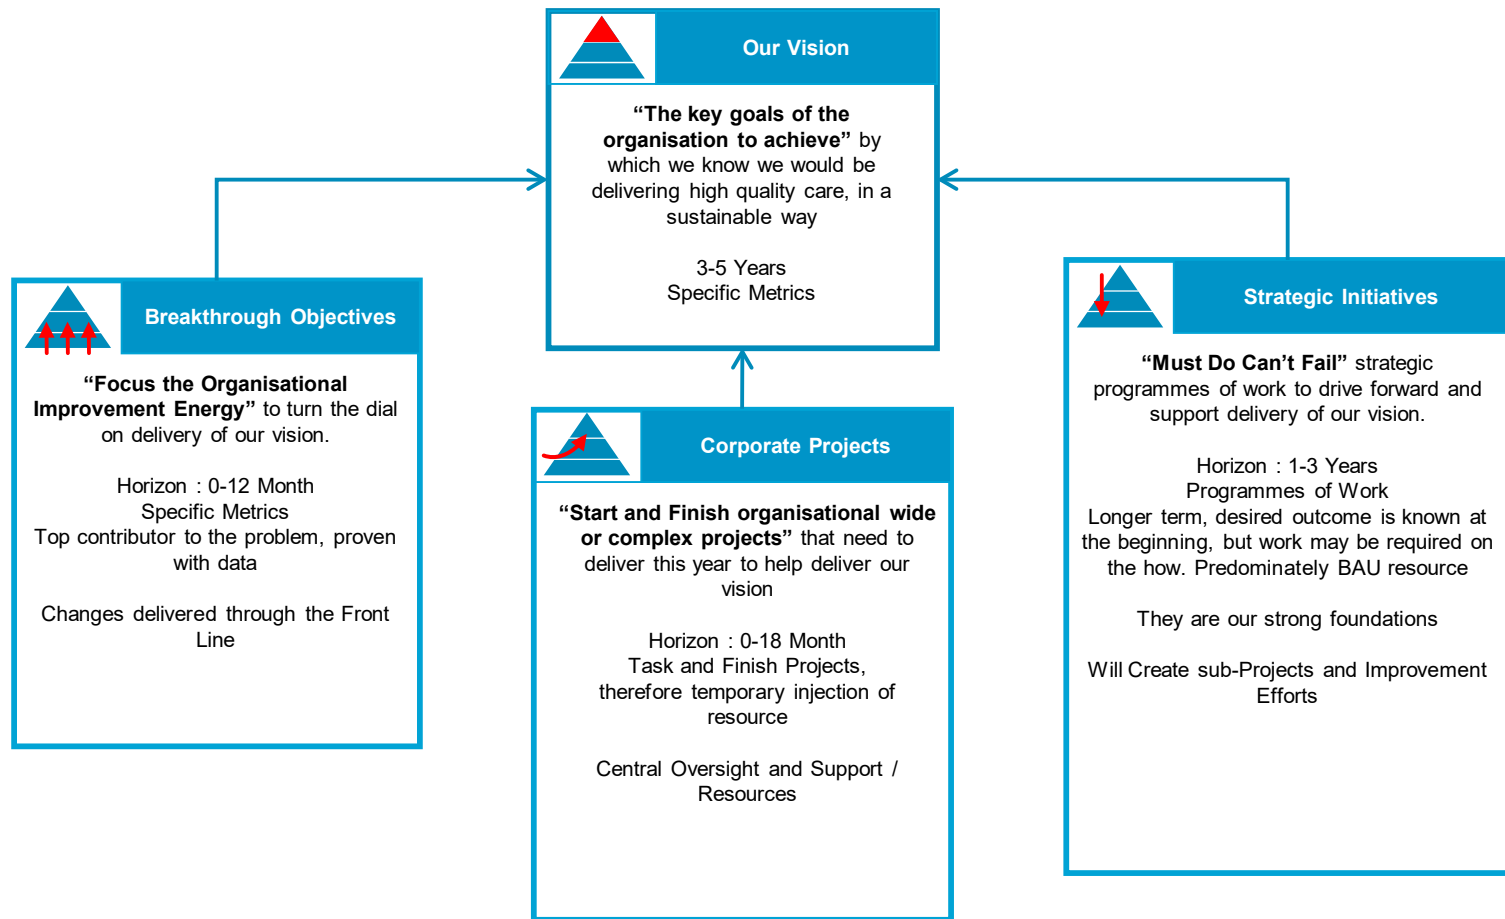 Our Vision
“The key goals of the
organisation to achieve” by
which we know we would be
delivering high quality care, in a
sustainable way
3-5 Years
Specific Metrics
Breakthrough Objectives
“Focus the Organisational
Improvement Energy” to turn the dial
on delivery of our vision.
Horizon : 0-12 Month
Specific Metrics
Top contributor to the problem, proven
with data
Changes delivered through the Front
Line
Corporate Projects
“Start and Finish organisational wide
or complex projects” that need to
deliver this year to help deliver our
vision
Horizon : 0-18 Month
Task and Finish Projects,
therefore temporary injection of
resource
Central Oversight and Support /
Resources
Strategic Initiatives
“Must Do Can’t Fail” strategic
programmes of work to drive forward and
support delivery of our vision.
Horizon : 1-3 Years
Programmes of Work
Longer term, desired outcome is known at
the beginning, but work may be required on
the how. Predominately BAU resource
They are our strong foundations
Will Create sub-Projects and Improvement
Efforts